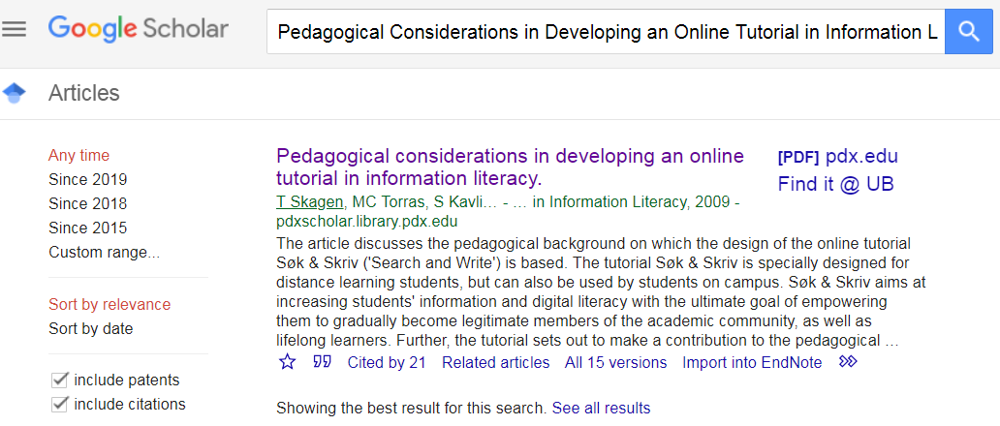 Google Scholar
Pedagogical Considerations in Developing an Online Tutorial in Information L
Articles
Any time
Since 2019
Since 2018
Since 2015
Custom range...
Sort by relevance
Sort by date
include patents
include citations
Pedagogical considerations in developing an online
tutorial in information literacy.
T Skagen, MC Torras, S Kavli… - … in Information Literacy, 2009 -
pdxscholar.library.pdx.edu
The article discusses the pedagogical background on which the design of the online tutorial
Søk & Skriv ('Search and Write') is based. The tutorial Søk & Skriv is specially designed for
distance learning students, but can also be used by students on campus. Søk & Skriv aims at
increasing students' information and digital literacy with the ultimate goal of empowering
them to gradually become legitimate members of the academic community, as well as
lifelong learners. Further, the tutorial sets out to make a contribution to the pedagogical …
Cited by 21 Related articles All 15 versions Import into EndNote
[PDF] pdx.edu
Find it @ UB
Showing the best result for this search. See all results